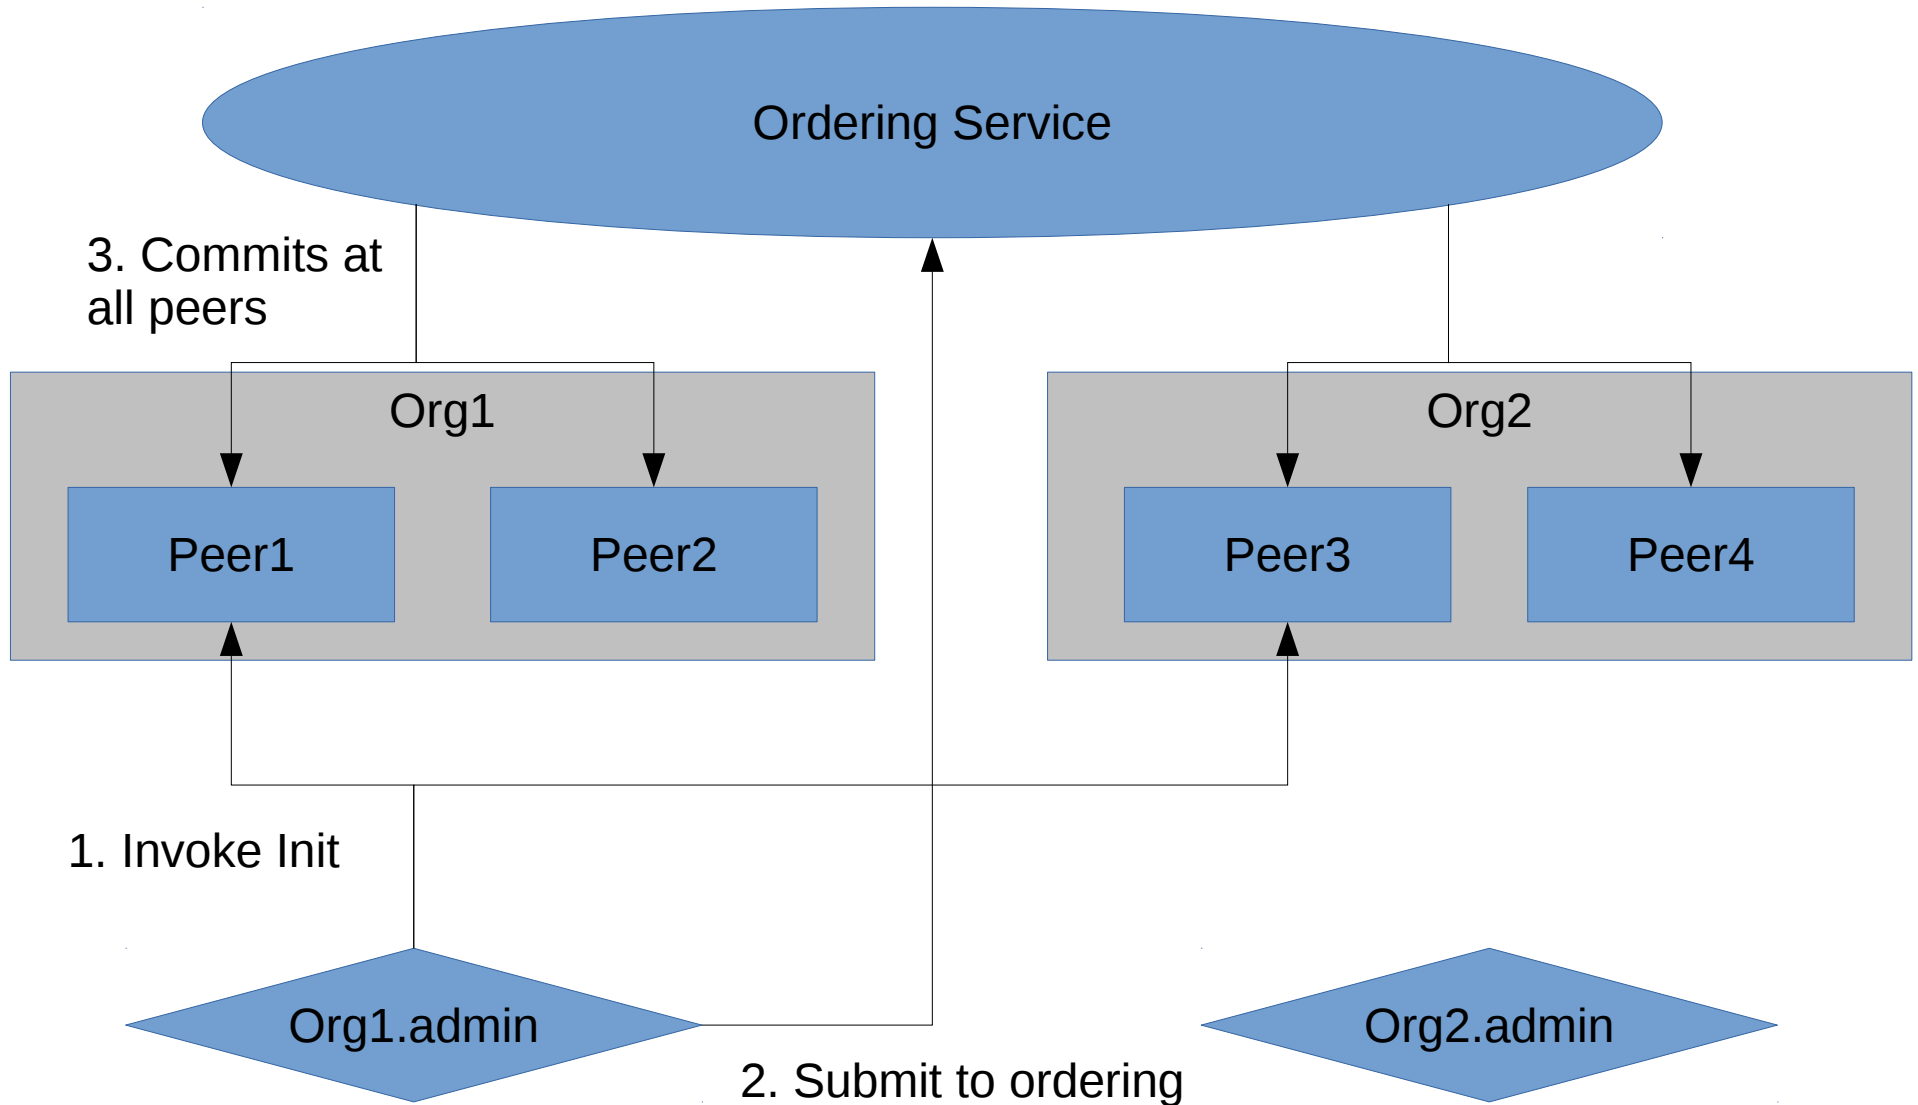 Ordering Service
3. Commits at
all peers
Org1
Org2
Peer1
Peer2
Peer3
Peer4
1. Invoke Init
Org1.admin
Org2.admin
2. Submit to ordering